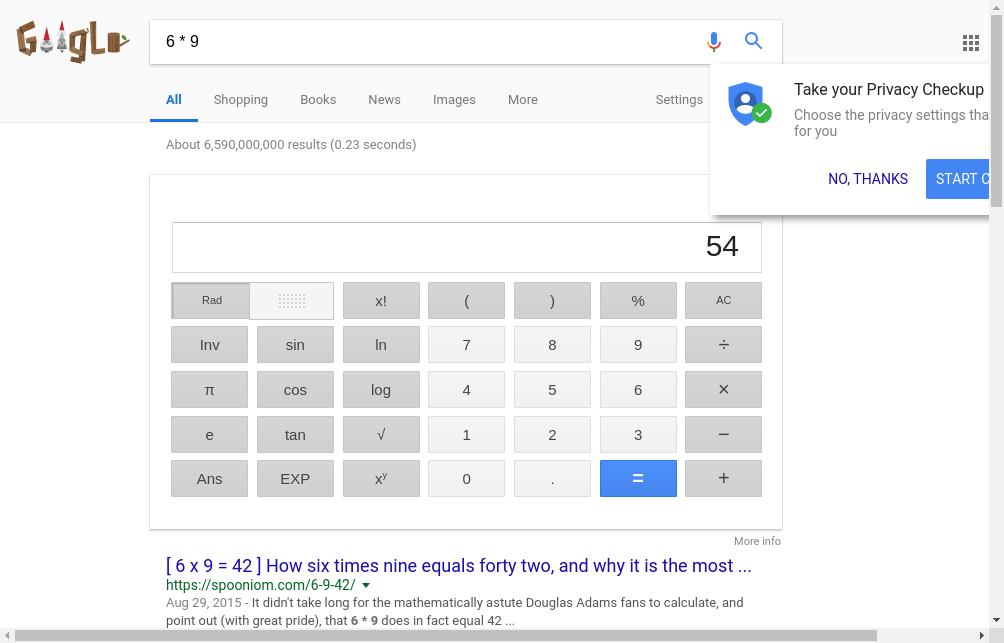 Google
6 * 9
All Shopping Books News Images More Settings
Take your Privacy Checkup
Choose the privacy settings tha
for you
NO, THANKS START C
About 6,590,000,000 results (0.23 seconds)
54
Rad x! ( ) % AC
Inv sin ln 7 8 9 ÷
π cos log 4 5 6 ×
e tan √ 1 2 3 −
Ans EXP xʸ 0 . = +
More info
[ 6 x 9 = 42 ] How six times nine equals forty two, and why it is the most ...
https://spooniom.com/6-9-42/
Aug 29, 2015 - It didn't take long for the mathematically astute Douglas Adams fans to calculate, and
point out (with great pride), that 6 * 9 does in fact equal 42 ...